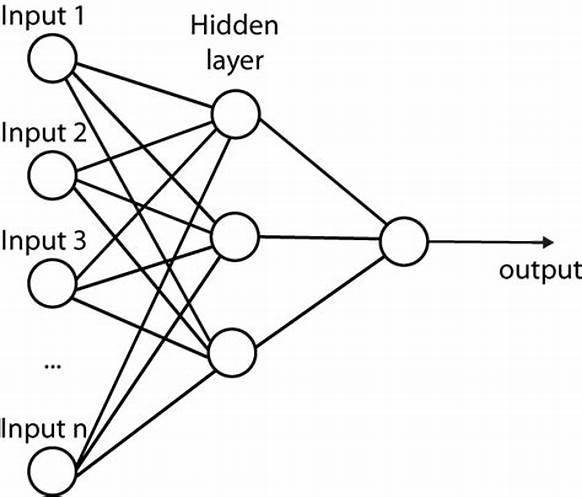 Input 1
Hidden
layer
Input 2
Input 3
output
...
Input n